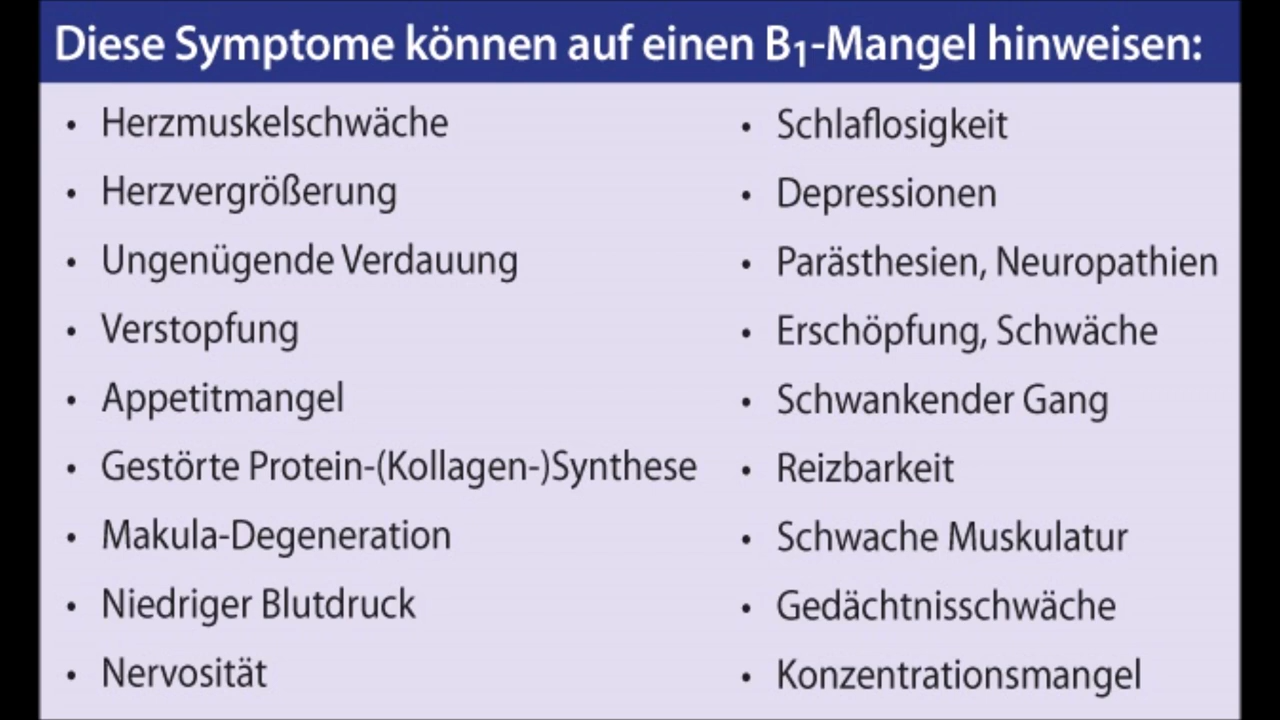 Diese Symptome können auf einen B₁-Mangel hinweisen:
• Herzmuskelschwäche
• Herzvergrößerung
• Ungenügende Verdauung
• Verstopfung
• Appetitmangel
• Gestörte Protein-(Kollagen-)Synthese
• Makula-Degeneration
• Niedriger Blutdruck
• Nervosität
• Schlaflosigkeit
• Depressionen
• Parästhesien, Neuropathien
• Erschöpfung, Schwäche
• Schwankender Gang
• Reizbarkeit
• Schwache Muskulatur
• Gedächtnisschwäche
• Konzentrationsmangel